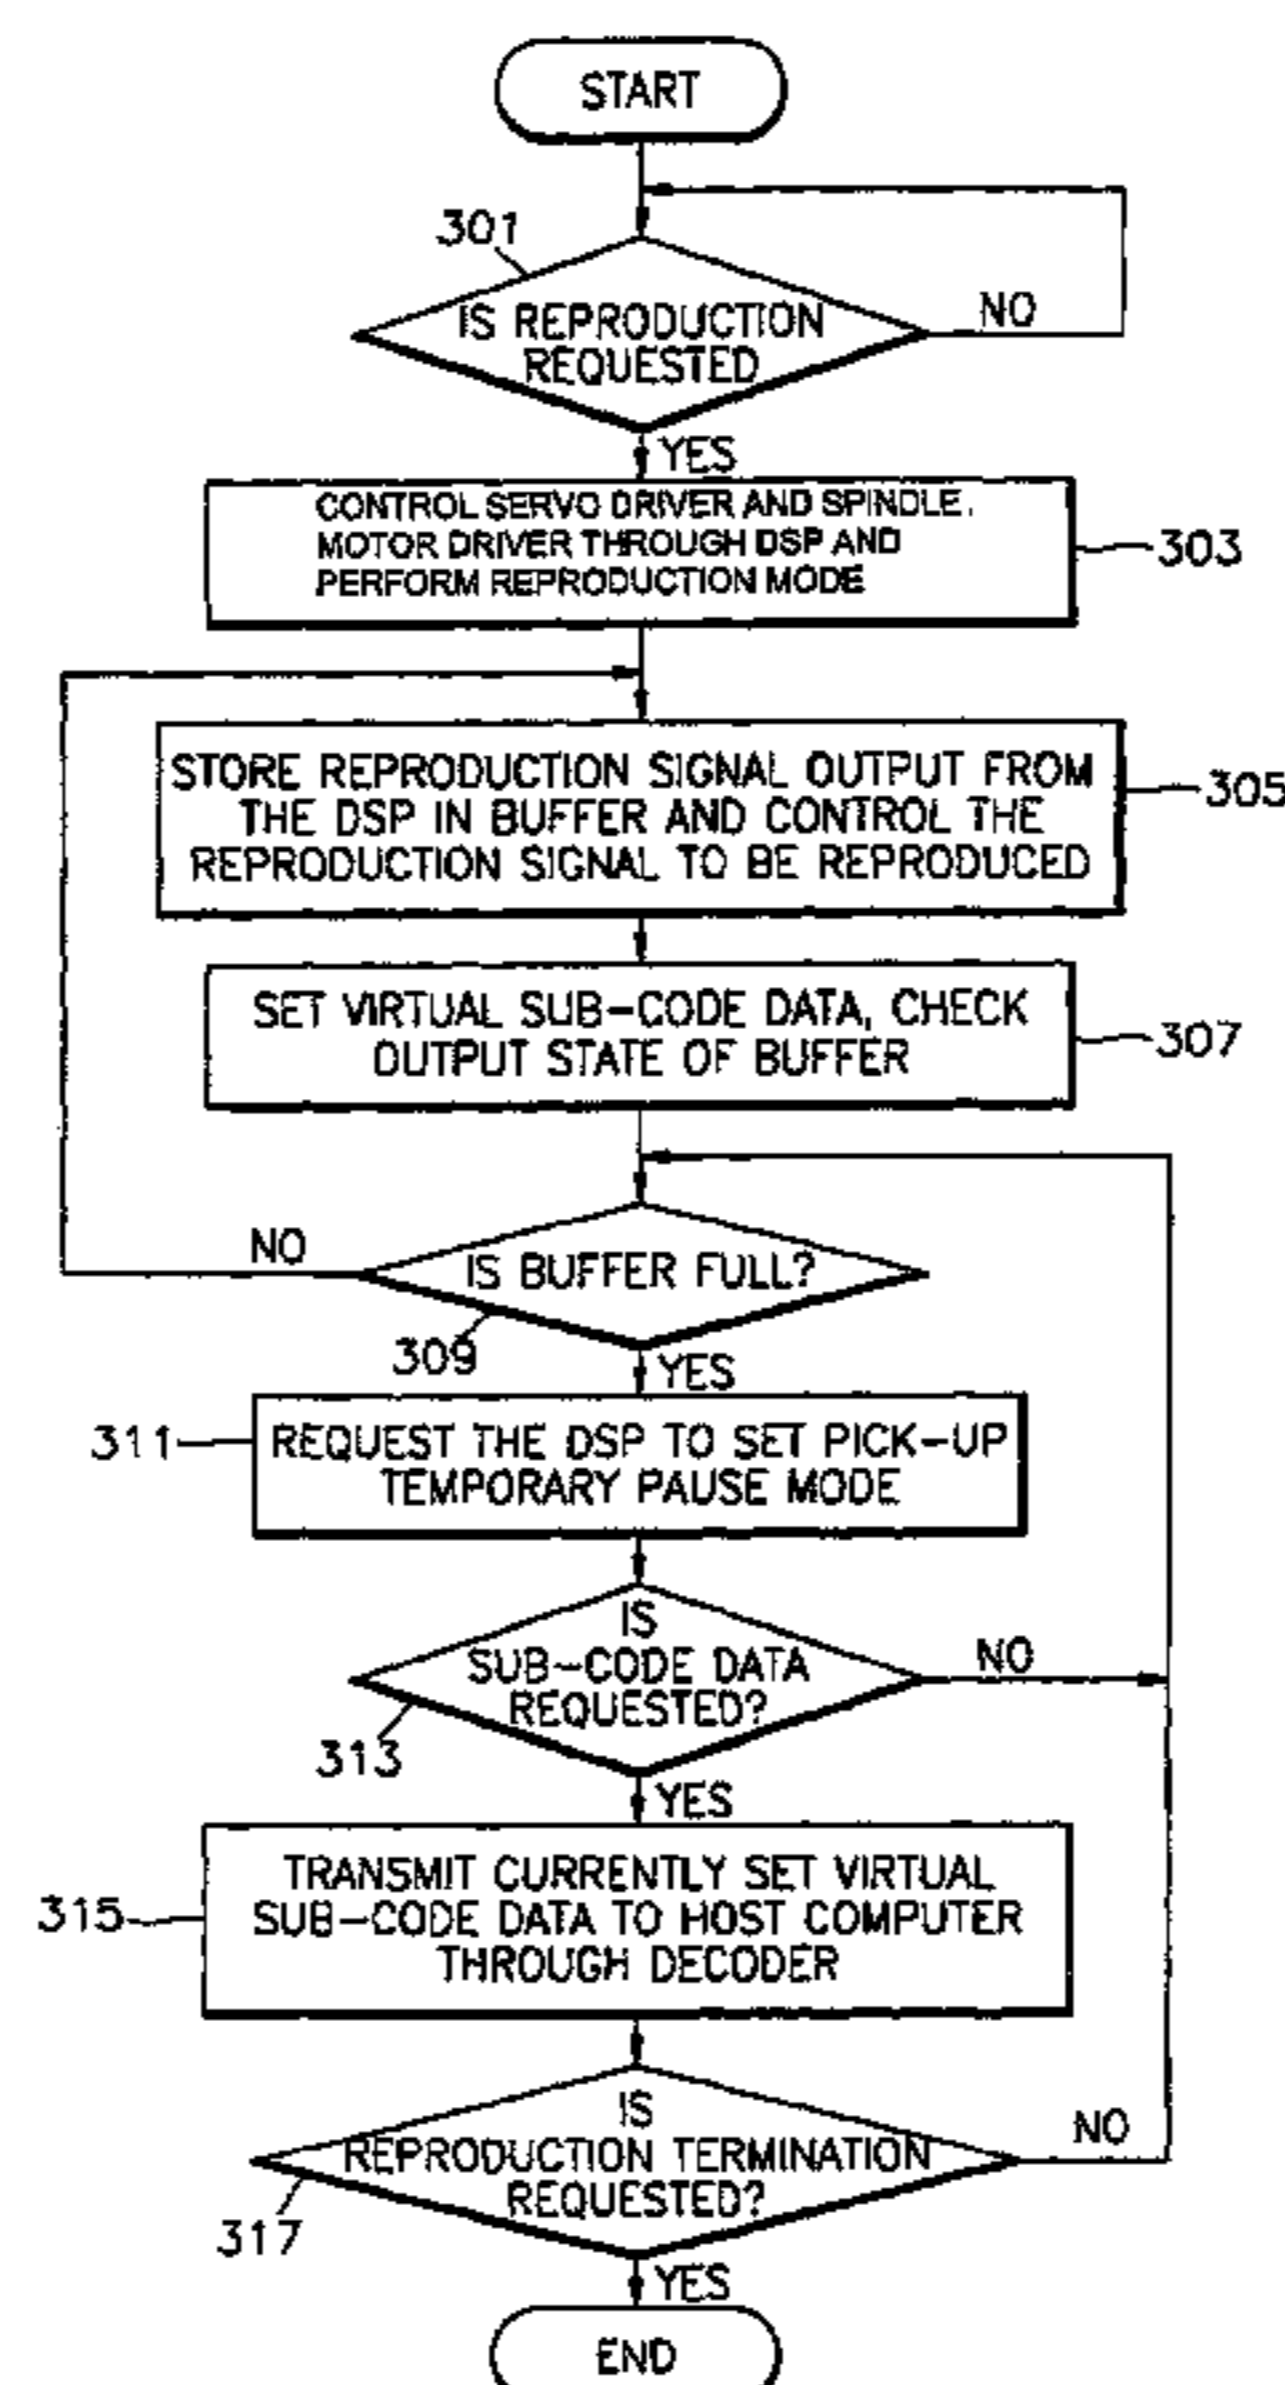 START
301
IS REPRODUCTION
REQUESTED
NO
YES
CONTROL SERVO DRIVER AND SPINDLE.
MOTOR DRIVER THROUGH DSP AND
PERFORM REPRODUCTION MODE
303
STORE REPRODUCTION SIGNAL OUTPUT FROM
THE DSP IN BUFFER AND CONTROL THE
REPRODUCTION SIGNAL TO BE REPRODUCED
305
SET VIRTUAL SUB-CODE DATA, CHECK
OUTPUT STATE OF BUFFER
307
NO
IS BUFFER FULL?
309
YES
311
REQUEST THE DSP TO SET PICK-UP
TEMPORARY PAUSE MODE
IS
SUB-CODE DATA
REQUESTED?
NO
313
YES
TRANSMIT CURRENTLY SET VIRTUAL
SUB-CODE DATA TO HOST COMPUTER
THROUGH DECODER
315
IS
REPRODUCTION TERMINATION
REQUESTED?
NO
317
YES
END